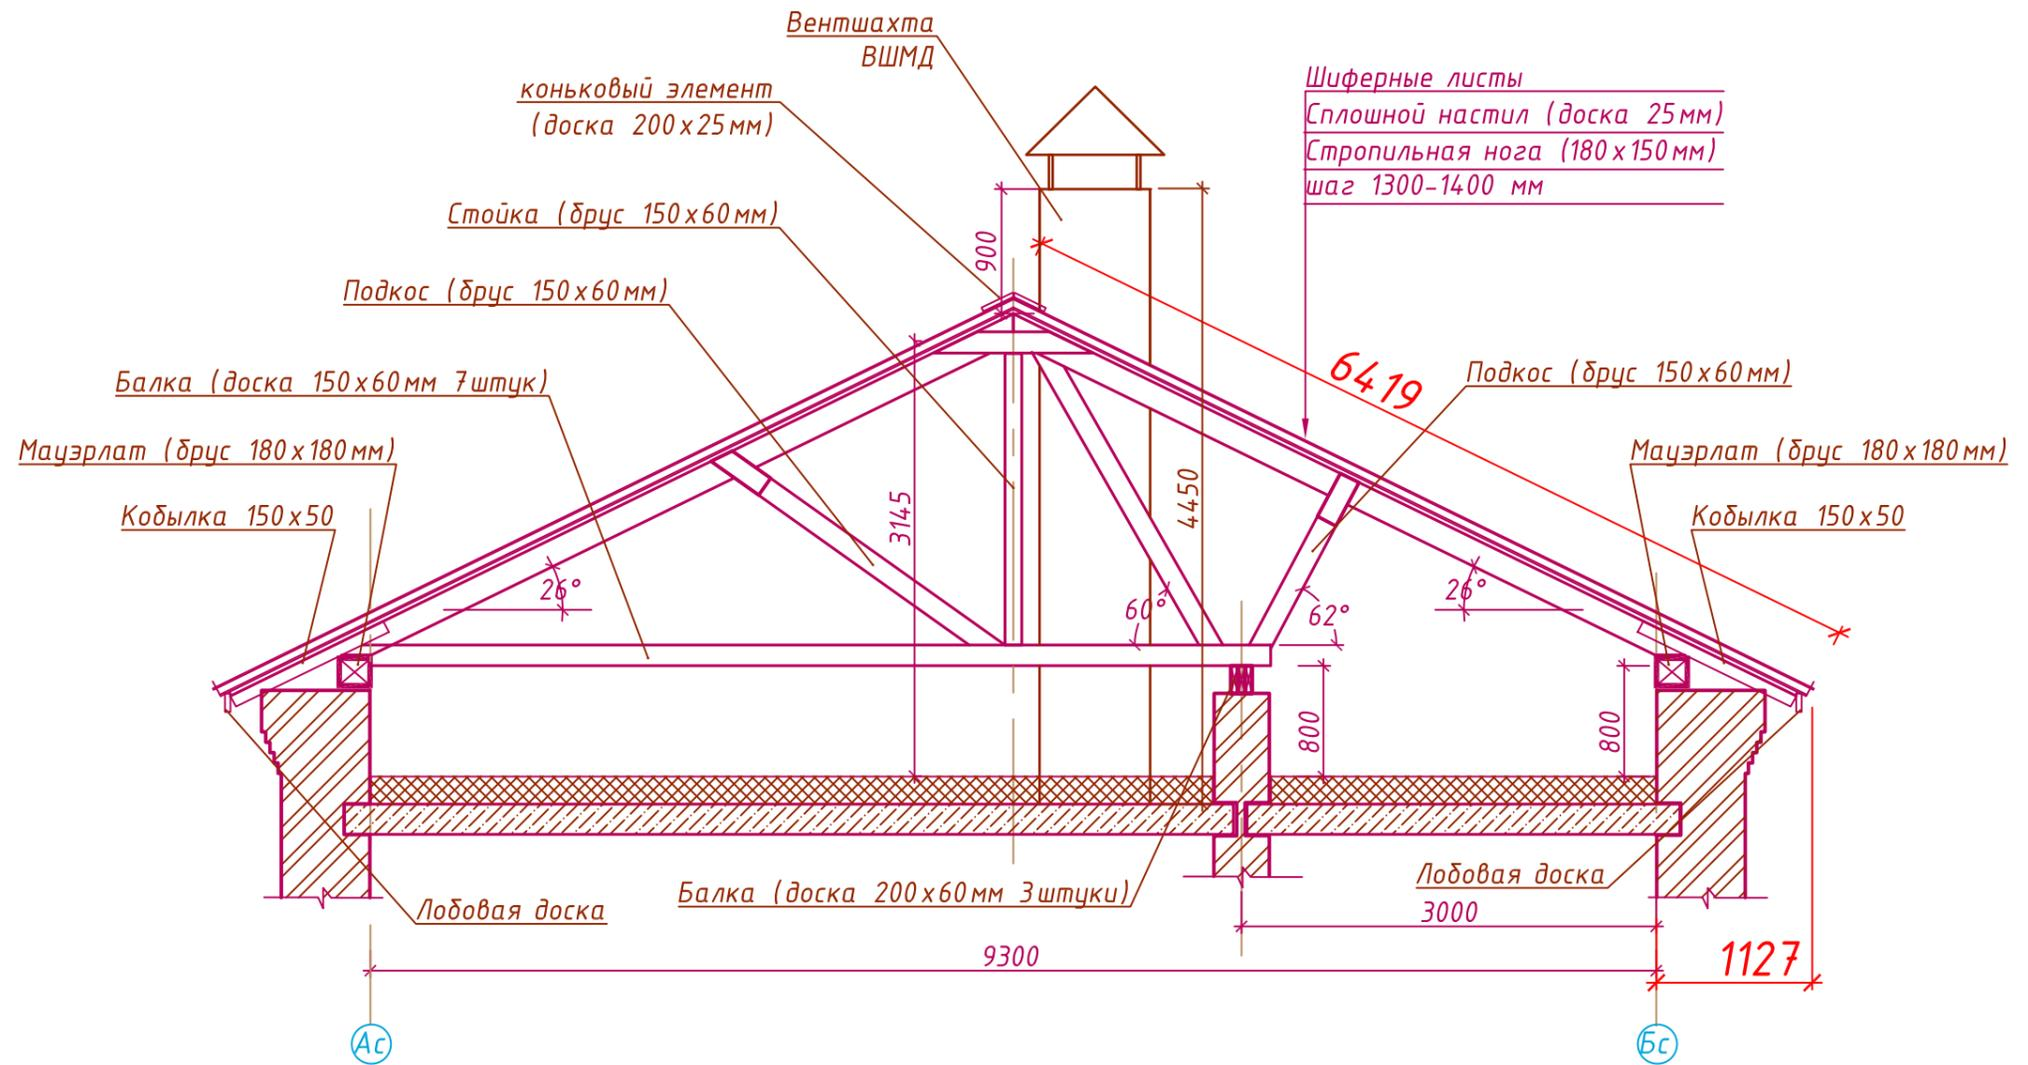 Вентшахта
ВШМД
коньковый элемент
(доска 200х25мм)
Шиферные листы
Сплошной настил (доска 25мм)
Стропильная нога (180х150мм)
шаг 1300-1400 мм
Стойка (брус 150х60мм)
900
Подкос (брус 150х60мм)
6419
Подкос (брус 150х60мм)
Балка (доска 150х60мм 7штук)
Мауэрлат (брус 180х180мм)
Мауэрлат (брус 180х180мм)
3145
4450
Кобылка 150х50
Кобылка 150х50
26°
60°
62°
26°
800
800
Лобовая доска
Балка (доска 200х60мм 3штуки)
Лобовая доска
3000
9300
1127
Ас
Бс